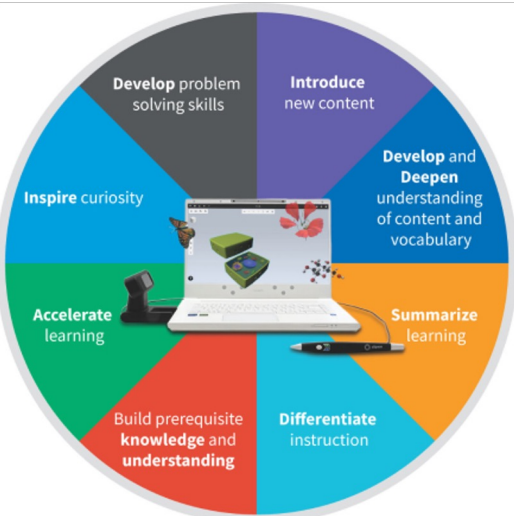 Develop problem
solving skills
Introduce
new content
Develop and
Deepen
understanding
of content and
vocabulary
Inspire curiosity
Accelerate
learning
Summarize
learning
Build prerequisite
knowledge and
understanding
Differentiate
instruction